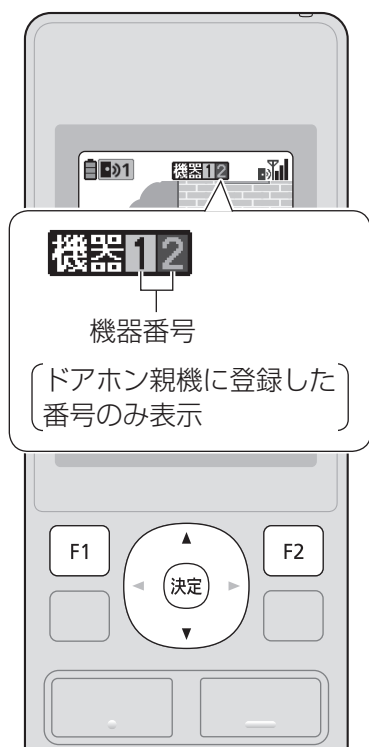 1 機器12
機器12
機器番号
ドアホン親機に登録した
番号のみ表示
F1 決定 F2